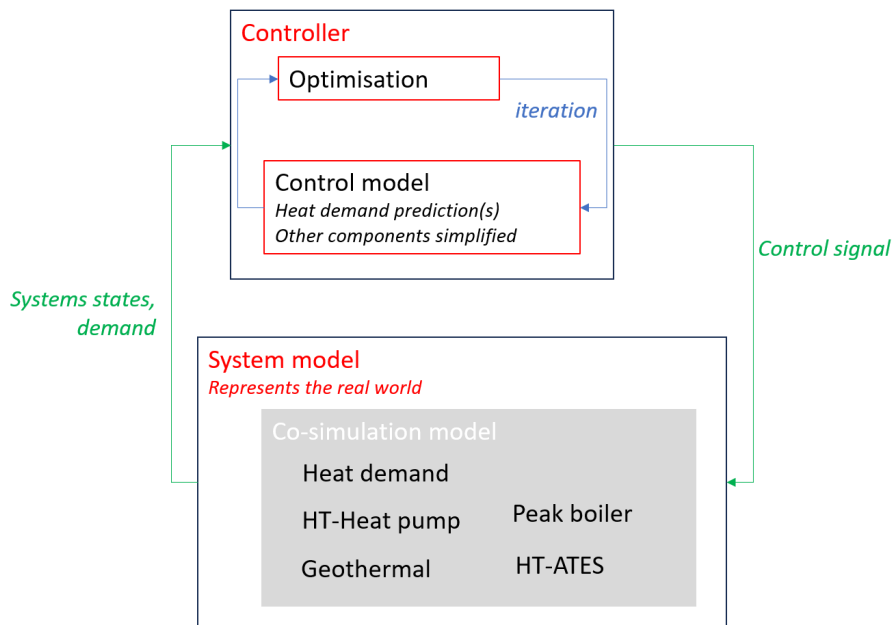 Controller
Optimisation
iteration
Control model
Heat demand prediction(s)
Other components simplified
Control signal
Systems states,
demand
System model
Represents the real world
Co-simulation model
Heat demand
HT-Heat pump
Peak boiler
Geothermal
HT-ATES